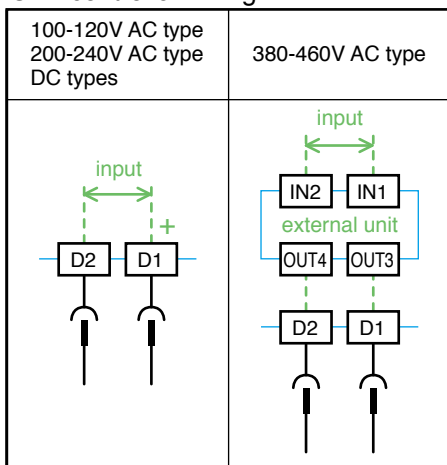 100-120V AC type
200-240V AC type
DC types
380-460V AC type
input
+
D2 D1
input
IN2 IN1
external unit
OUT4 OUT3
D2 D1